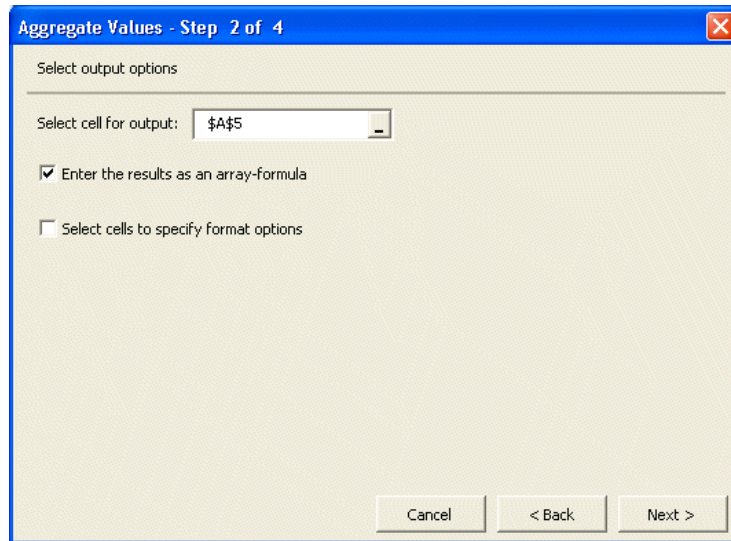 Aggregate Values - Step 2 of 4
Select output options
Select cell for output: $A$5
Enter the results as an array-formula
Select cells to specify format options
Cancel < Back Next >